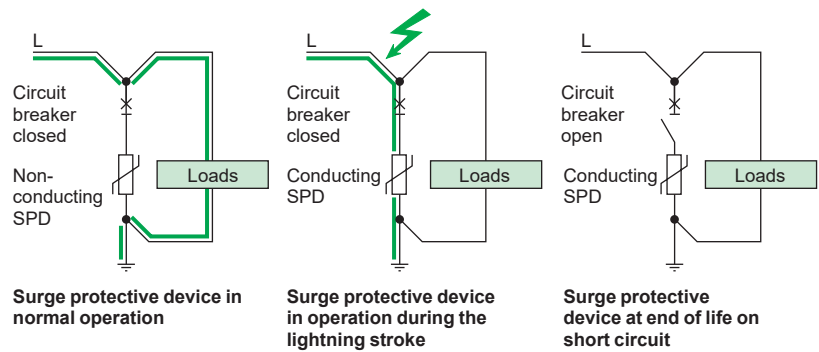 L
Circuit
breaker
closed
Non-
conducting
SPD
Loads
Surge protective device in
normal operation
L
Circuit
breaker
closed
Conducting
SPD
Loads
Surge protective device
in operation during the
lightning stroke
L
Circuit
breaker
open
Conducting
SPD
Loads
Surge protective
device at end of life on
short circuit